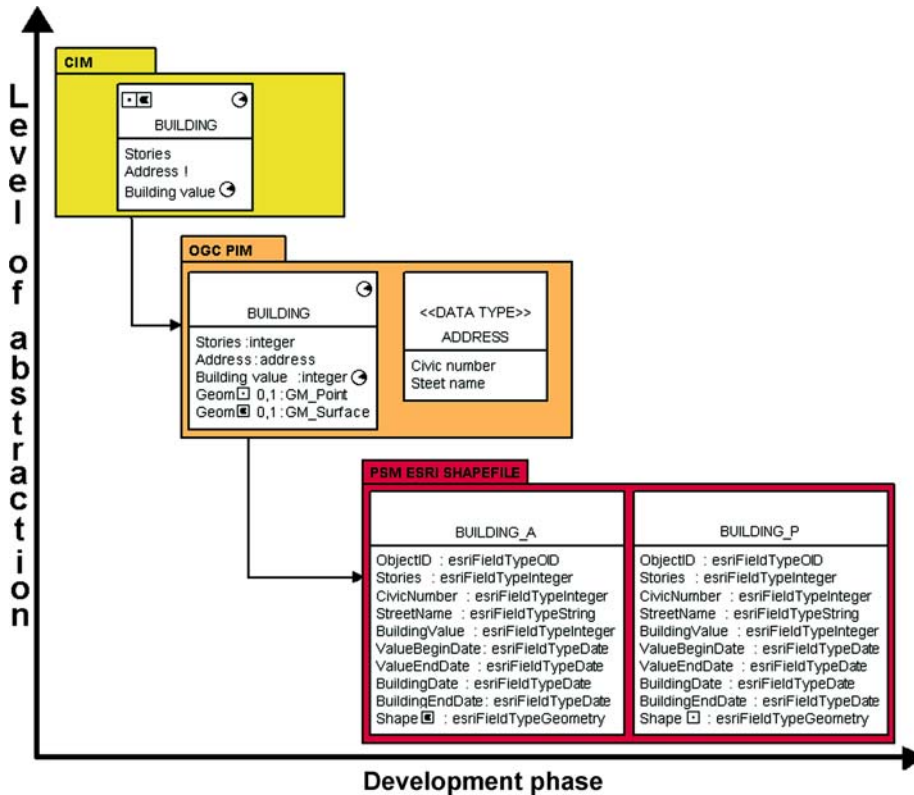 Level of abstraction
CIM
BUILDING
Stories
Address !
Building value
OGC PIM
BUILDING
Stories :integer
Address : address
Building value :integer
Geom 0,1 : GM_Point
Geom 0,1 : GM_Surface
<<DATA TYPE>>
ADDRESS
Civic number
Steet name
PSM ESRI SHAPEFILE
BUILDING_A
ObjectID : esriFieldTypeOID
Stories : esriFieldTypeInteger
CivicNumber : esriFieldTypeInteger
StreetName : esriFieldTypeString
BuildingValue : esriFieldTypeInteger
ValueBeginDate : esriFieldTypeDate
ValueEndDate : esriFieldTypeDate
BuildingDate : esriFieldTypeDate
BuildingEndDate : esriFieldTypeDate
Shape : esriFieldTypeGeometry
BUILDING_P
ObjectID : esriFieldTypeOID
Stories : esriFieldTypeInteger
CivicNumber : esriFieldTypeInteger
StreetName : esriFieldTypeString
BuildingValue : esriFieldTypeInteger
ValueBeginDate : esriFieldTypeDate
ValueEndDate : esriFieldTypeDate
BuildingDate : esriFieldTypeDate
BuildingEndDate : esriFieldTypeDate
Shape : esriFieldTypeGeometry
Development phase